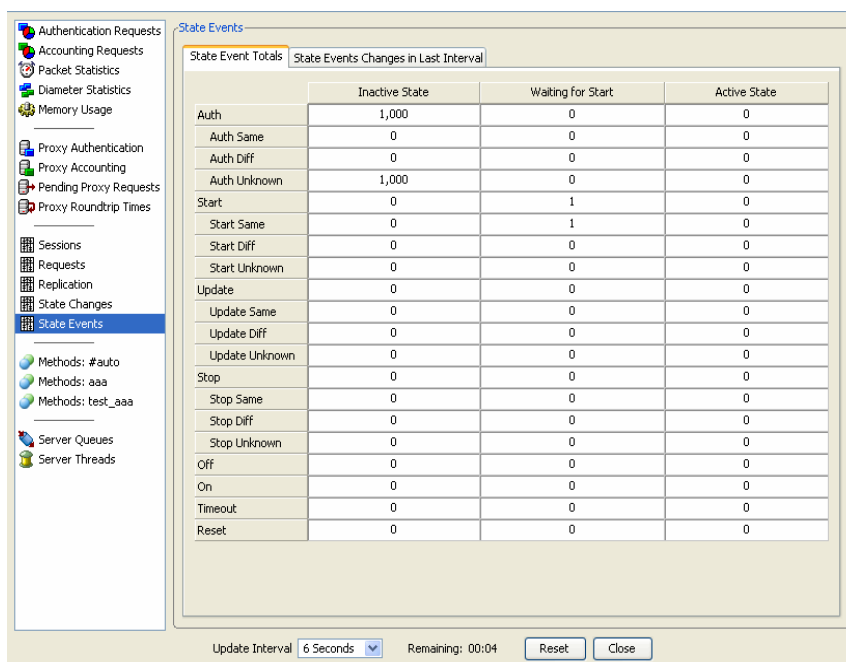 Authentication Requests
Accounting Requests
Packet Statistics
Diameter Statistics
Memory Usage
Proxy Authentication
Proxy Accounting
Pending Proxy Requests
Proxy Roundtrip Times
Sessions
Requests
Replication
State Changes
State Events
Methods: #auto
Methods: aaa
Methods: test_aaa
Server Queues
Server Threads
State Events
State Event Totals State Events Changes in Last Interval
Inactive State Waiting for Start Active State
Auth 1,000 0 0
Auth Same 0 0 0
Auth Diff 0 0 0
Auth Unknown 1,000 0 0
Start 0 1 0
Start Same 0 1 0
Start Diff 0 0 0
Start Unknown 0 0 0
Update 0 0 0
Update Same 0 0 0
Update Diff 0 0 0
Update Unknown 0 0 0
Stop 0 0 0
Stop Same 0 0 0
Stop Diff 0 0 0
Stop Unknown 0 0 0
Off 0 0 0
On 0 0 0
Timeout 0 0 0
Reset 0 0 0
Update Interval 6 Seconds Remaining: 00:04 Reset Close